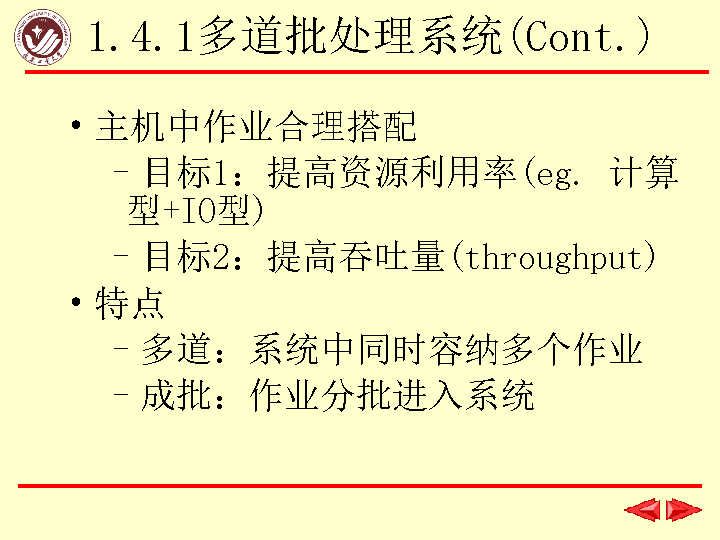 1.4.1多道批处理系统(Cont.)
•主机中作业合理搭配
–目标1：提高资源利用率(eg. 计算
型+IO型)
–目标2：提高吞吐量(throughput)
•特点
–多道：系统中同时容纳多个作业
–成批：作业分批进入系统